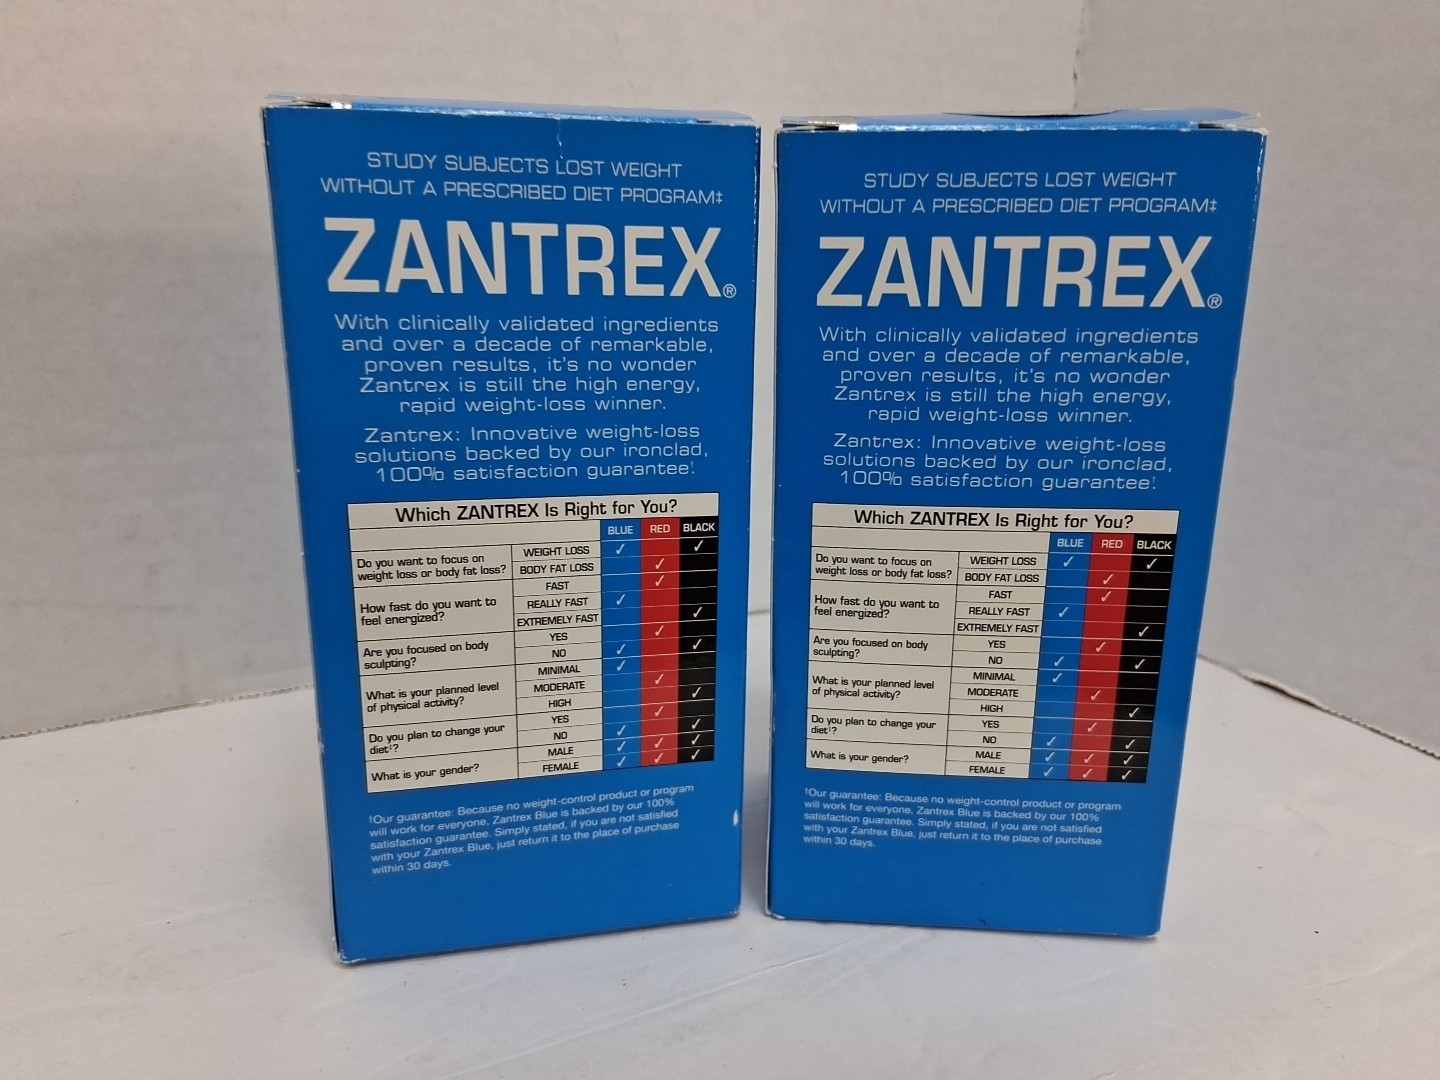 STUDY SUBJECTS LOST WEIGHT
WITHOUT A PRESCRIBED DIET PROGRAM‡
ZANTREX®
With clinically validated ingredients
and over a decade of remarkable,
proven results, it's no wonder
Zantrex is still the high energy,
rapid weight-loss winner.
Zantrex: Innovative weight-loss
solutions backed by our ironclad,
100% satisfaction guarantee!
Which ZANTREX Is Right for You?
BLUE RED BLACK
Do you want to focus on
weight loss or body fat loss?
WEIGHT LOSS ✓ ✓
BODY FAT LOSS ✓
How fast do you want to
feel energized?
FAST ✓
REALLY FAST ✓
EXTREMELY FAST ✓
Are you focused on body
sculpting?
YES ✓
NO ✓ ✓
What is your planned level
of physical activity?
MINIMAL ✓
MODERATE ✓
HIGH ✓
Do you plan to change your
diet‡?
YES ✓
NO ✓ ✓
What is your gender?
MALE ✓ ✓ ✓
FEMALE ✓ ✓ ✓
†Our guarantee: Because no weight-control product or program
will work for everyone, Zantrex Blue is backed by our 100%
satisfaction guarantee. Simply stated, if you are not satisfied
with your Zantrex Blue, just return it to the place of purchase
within 30 days.
STUDY SUBJECTS LOST WEIGHT
WITHOUT A PRESCRIBED DIET PROGRAM‡
ZANTREX®
With clinically validated ingredients
and over a decade of remarkable,
proven results, it's no wonder
Zantrex is still the high energy,
rapid weight-loss winner.
Zantrex: Innovative weight-loss
solutions backed by our ironclad,
100% satisfaction guarantee!
Which ZANTREX Is Right for You?
BLUE RED BLACK
Do you want to focus on
weight loss or body fat loss?
WEIGHT LOSS ✓ ✓
BODY FAT LOSS ✓
How fast do you want to
feel energized?
FAST ✓
REALLY FAST ✓
EXTREMELY FAST ✓
Are you focused on body
sculpting?
YES ✓
NO ✓ ✓
What is your planned level
of physical activity?
MINIMAL ✓
MODERATE ✓
HIGH ✓
Do you plan to change your
diet‡?
YES ✓
NO ✓ ✓
What is your gender?
MALE ✓ ✓ ✓
FEMALE ✓ ✓ ✓
†Our guarantee: Because no weight-control product or program
will work for everyone, Zantrex Blue is backed by our 100%
satisfaction guarantee. Simply stated, if you are not satisfied
with your Zantrex Blue, just return it to the place of purchase
within 30 days.